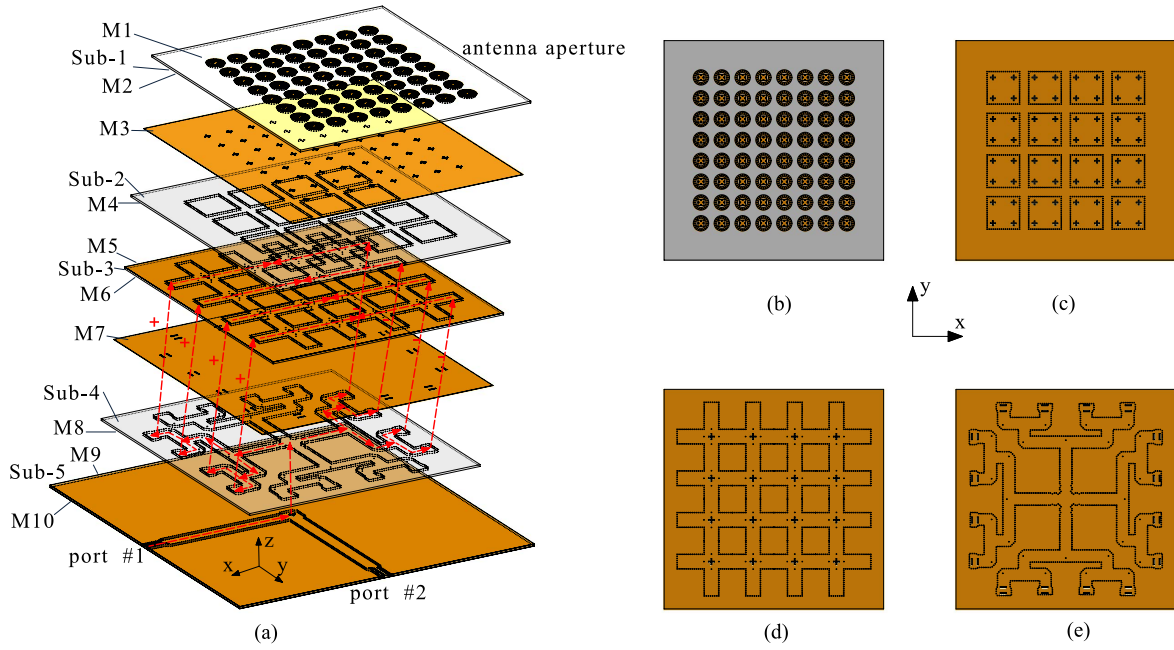 M1
Sub-1
M2
antenna aperture
M3
Sub-2
M4
M5
Sub-3
M6
M7
Sub-4
M8
M9
Sub-5
M10
port #1
port #2
+
+
+
+
-
-
-
-
z
x
y
(a)
(b)
(c)
y
x
(d)
(e)